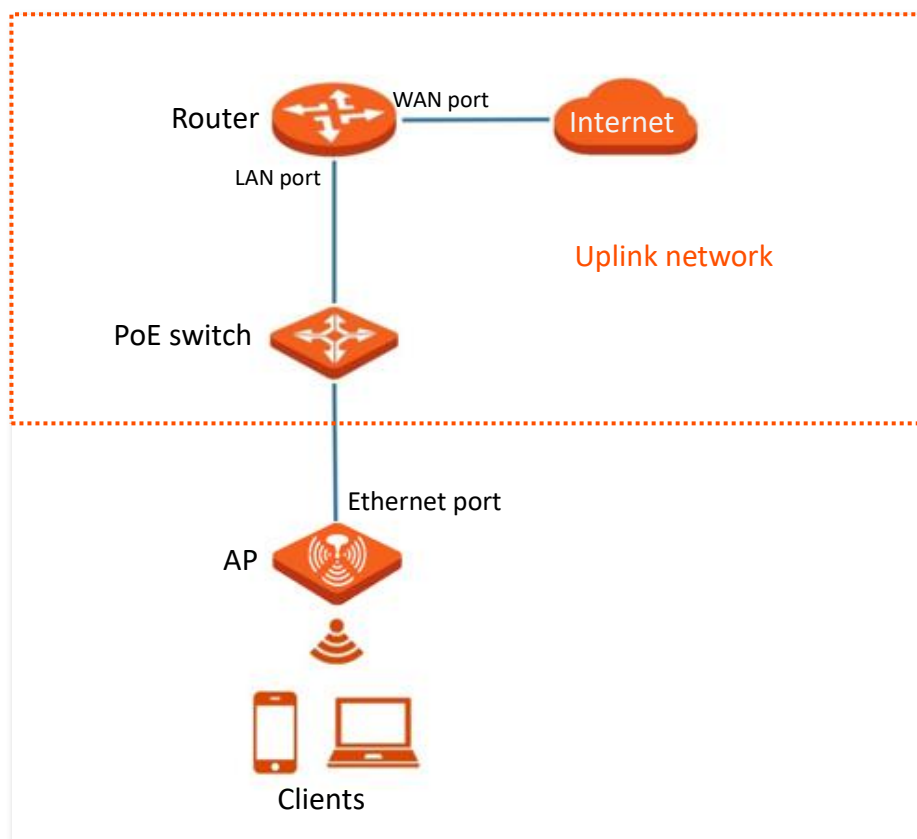 Router
WAN port
Internet
LAN port
Uplink network
PoE switch
Ethernet port
AP
Clients